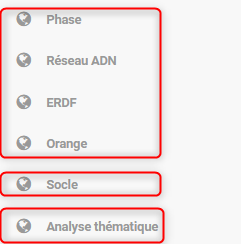 Phase
Réseau ADN
ERDF
Orange
Socle
Analyse thématique